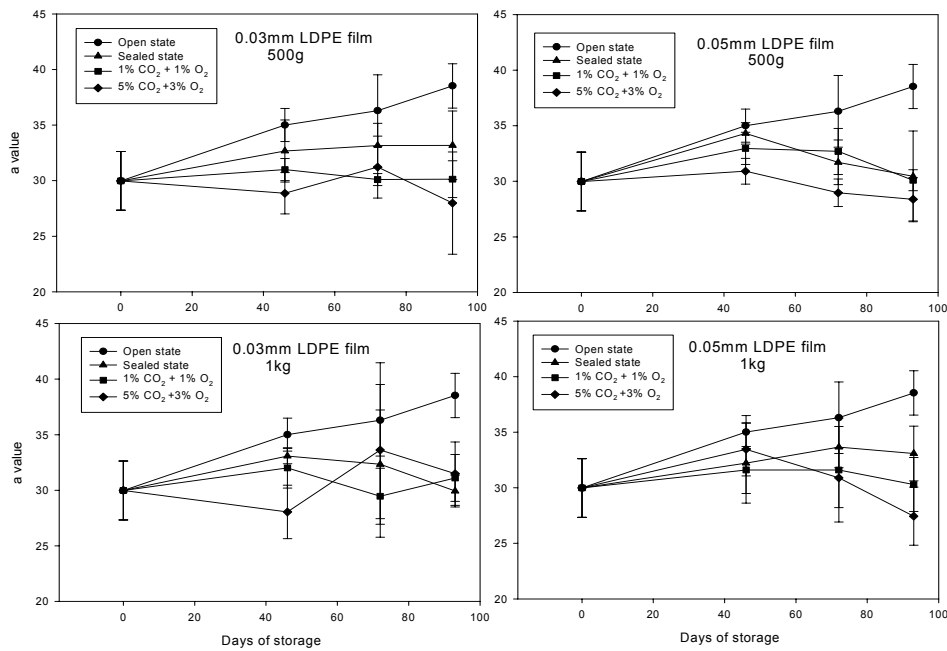 0.03mm LDPE film
500g
Open state
Sealed state
1% CO₂ + 1% O₂
5% CO₂ +3% O₂
a value
45
40
35
30
25
20
0
20
40
60
80
100
0.05mm LDPE film
500g
Open state
Sealed state
1% CO₂ + 1% O₂
5% CO₂ +3% O₂
45
40
35
30
25
20
0
20
40
60
80
100
0.03mm LDPE film
1kg
Open state
Sealed state
1% CO₂ + 1% O₂
5% CO₂ +3% O₂
a value
45
40
35
30
25
20
0
20
40
60
80
100
Days of storage
0.05mm LDPE film
1kg
Open state
Sealed state
1% CO₂ + 1% O₂
5% CO₂ +3% O₂
45
40
35
30
25
20
0
20
40
60
80
100
Days of storage